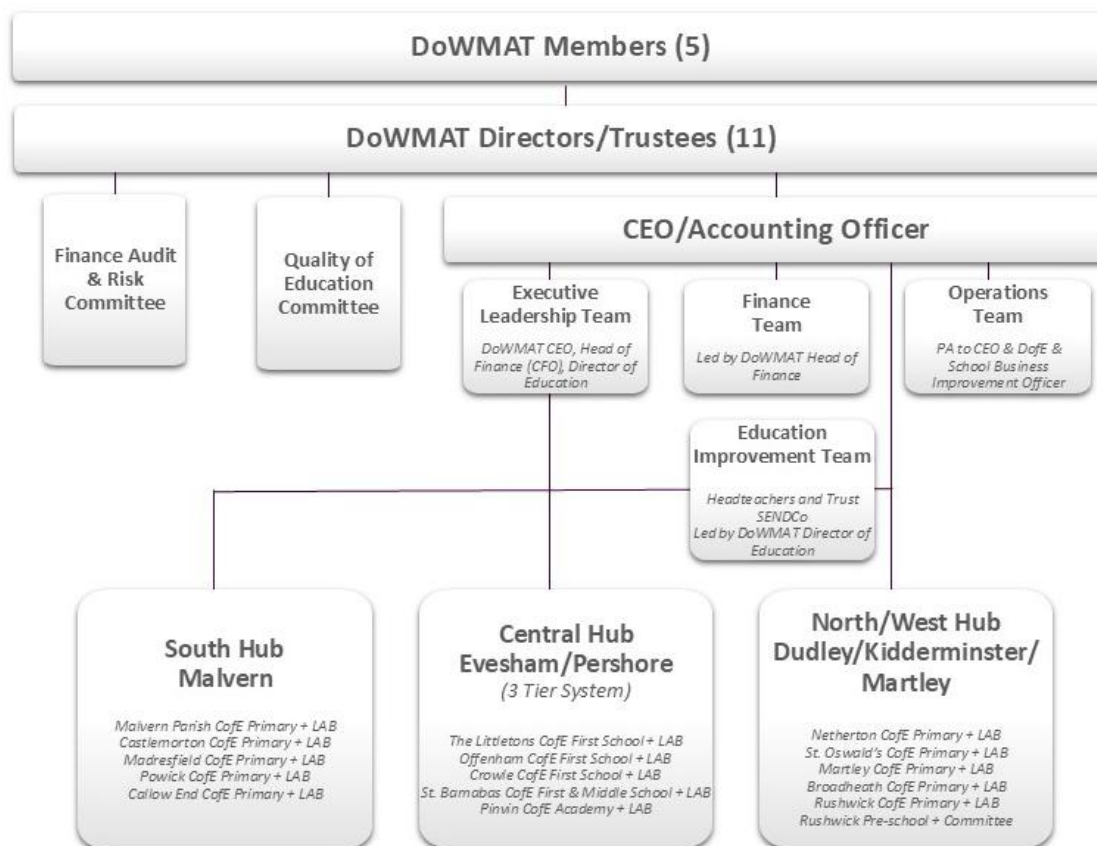 DoWMAT Members (5)
DoWMAT Directors/Trustees (11)
Finance Audit
& Risk
Committee
Quality of
Education
Committee
CEO/Accounting Officer
Executive
Leadership Team
DoWMAT CEO, Head of
Finance (CFO), Director of
Education
Finance
Team
Led by DoWMAT Head of
Finance
Operations
Team
PA to CEO & DofE &
School Business
Improvement Officer
Education
Improvement Team
Headteachers and Trust
SENDCo
Led by DoWMAT Director of
Education
South Hub
Malvern
Malvern Parish CofE Primary + LAB
Castlemorton CofE Primary + LAB
Madresfield CofE Primary + LAB
Powick CofE Primary + LAB
Callow End CofE Primary + LAB
Central Hub
Evesham/Pershore
(3 Tier System)
The Littletons CofE First School + LAB
Offenham CofE First School + LAB
Crowle CofE First School + LAB
St. Barnabas CofE First & Middle School + LAB
Pinvin CofE Academy + LAB
North/West Hub
Dudley/Kidderminster/
Martley
Netherton CofE Primary + LAB
St. Oswald's CofE Primary + LAB
Martley CofE Primary + LAB
Broadheath CofE Primary + LAB
Rushwick CofE Primary + LAB
Rushwick Pre-school + Committee